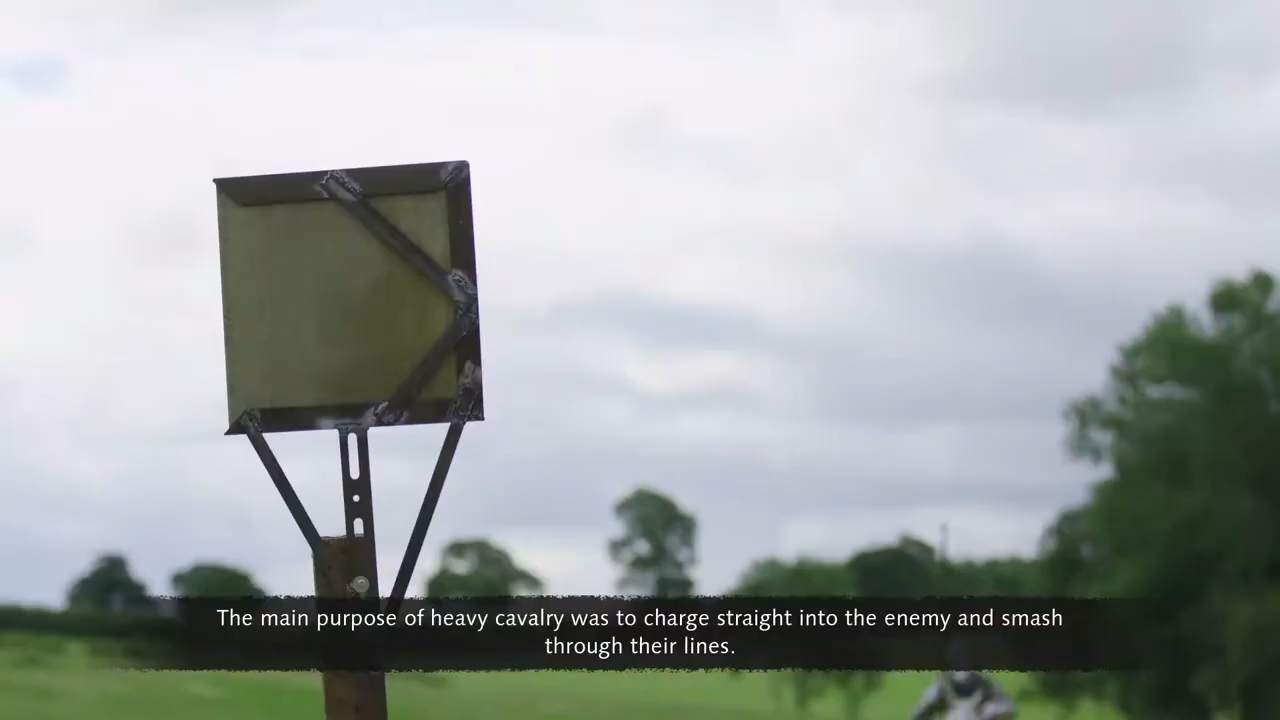 The main purpose of heavy cavalry was to charge straight into the enemy and smash
through their lines.